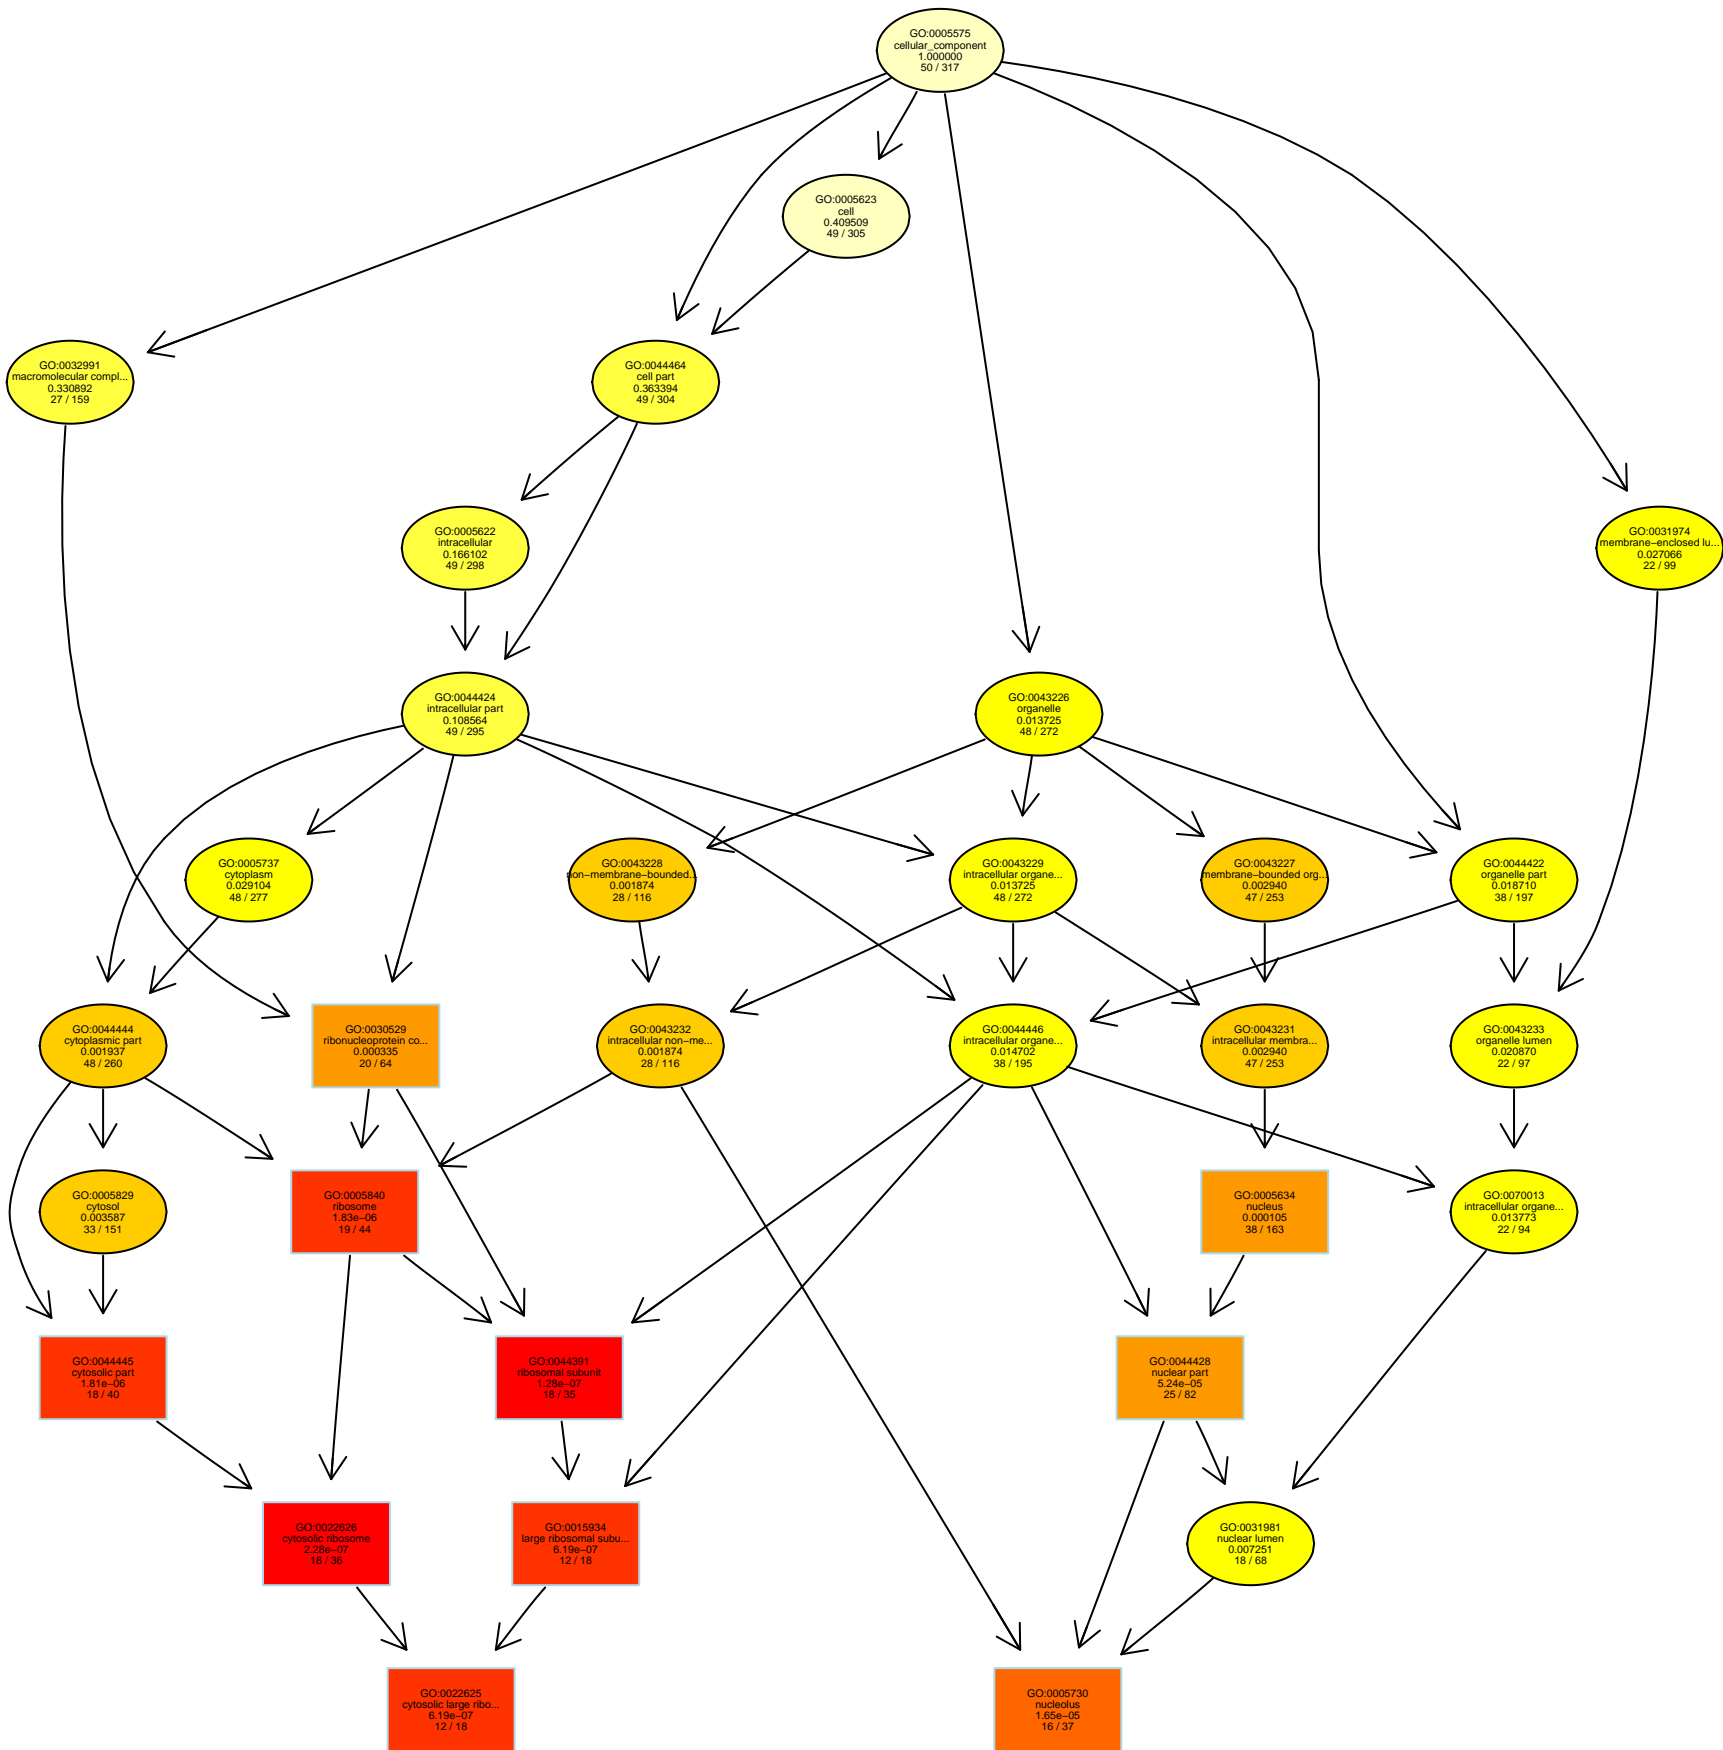 GO:0005575
cellular_component
1.000000
50 / 317
GO:0005623
cell
0.409509
49 / 305
GO:0032991
macromolecular compl...
0.330892
27 / 159
GO:0044464
cell part
0.363394
49 / 304
GO:0005622
intracellular
0.166102
49 / 298
GO:0031974
membrane−enclosed lu...
0.027066
22 / 99
GO:0044424
intracellular part
0.108564
49 / 295
GO:0043226
organelle
0.013725
48 / 272
GO:0005737
cytoplasm
0.029104
48 / 277
GO:0043228
non−membrane−bounded...
0.001874
28 / 116
GO:0043229
intracellular organe...
0.013725
48 / 272
GO:0043227
membrane−bounded org...
0.002940
47 / 253
GO:0044422
organelle part
0.018710
38 / 197
GO:0044444
cytoplasmic part
0.001937
48 / 260
GO:0030529
ribonucleoprotein co...
0.000335
20 / 64
GO:0043232
intracellular non−me...
0.001874
28 / 116
GO:0044446
intracellular organe...
0.014702
38 / 195
GO:0043231
intracellular membra...
0.002940
47 / 253
GO:0043233
organelle lumen
0.020870
22 / 97
GO:0005829
cytosol
0.003587
33 / 151
GO:0005840
ribosome
1.83e−06
19 / 44
GO:0005634
nucleus
0.000105
38 / 163
GO:0070013
intracellular organe...
0.013773
22 / 94
GO:0044445
cytosolic part
1.81e−06
18 / 40
GO:0044391
ribosomal subunit
1.28e−07
18 / 35
GO:0044428
nuclear part
5.24e−05
25 / 82
GO:0022626
cytosolic ribosome
2.28e−07
18 / 36
GO:0015934
large ribosomal subu...
6.19e−07
12 / 18
GO:0031981
nuclear lumen
0.007251
18 / 68
GO:0022625
cytosolic large ribo...
6.19e−07
12 / 18
GO:0005730
nucleolus
1.65e−05
16 / 37